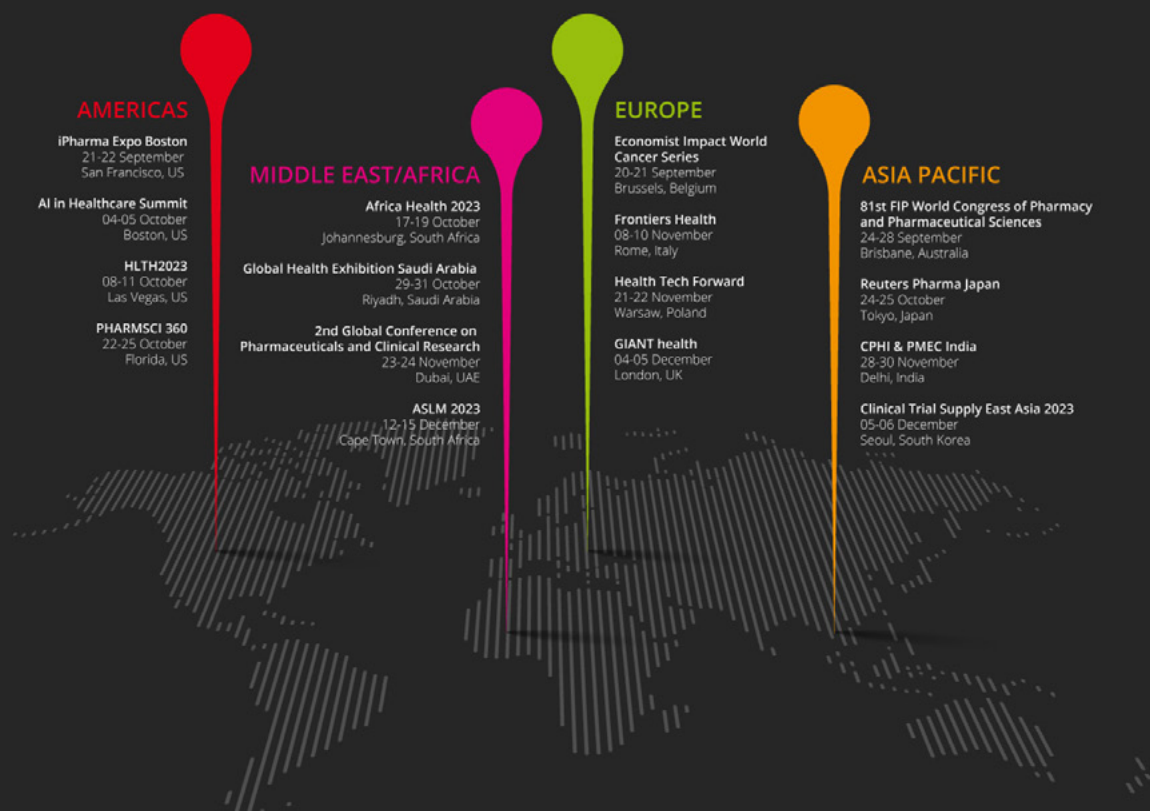 AMERICAS
iPharma Expo Boston
21-22 September
San Francisco, US
AI in Healthcare Summit
04-05 October
Boston, US
HLTH2023
08-11 October
Las Vegas, US
PHARMSCI 360
22-25 October
Florida, US
MIDDLE EAST/AFRICA
Africa Health 2023
17-19 October
Johannesburg, South Africa
Global Health Exhibition Saudi Arabia
29-31 October
Riyadh, Saudi Arabia
2nd Global Conference on
Pharmaceuticals and Clinical Research
23-24 November
Dubai, UAE
ASLM 2023
12-15 December
Cape Town, South Africa
EUROPE
Economist Impact World
Cancer Series
20-21 September
Brussels, Belgium
Frontiers Health
08-10 November
Rome, Italy
Health Tech Forward
21-22 November
Warsaw, Poland
GIANT health
04-05 December
London, UK
ASIA PACIFIC
81st FIP World Congress of Pharmacy
and Pharmaceutical Sciences
24-28 September
Brisbane, Australia
Reuters Pharma Japan
24-25 October
Tokyo, Japan
CPHI & PMEC India
28-30 November
Delhi, India
Clinical Trial Supply East Asia 2023
05-06 December
Seoul, South Korea